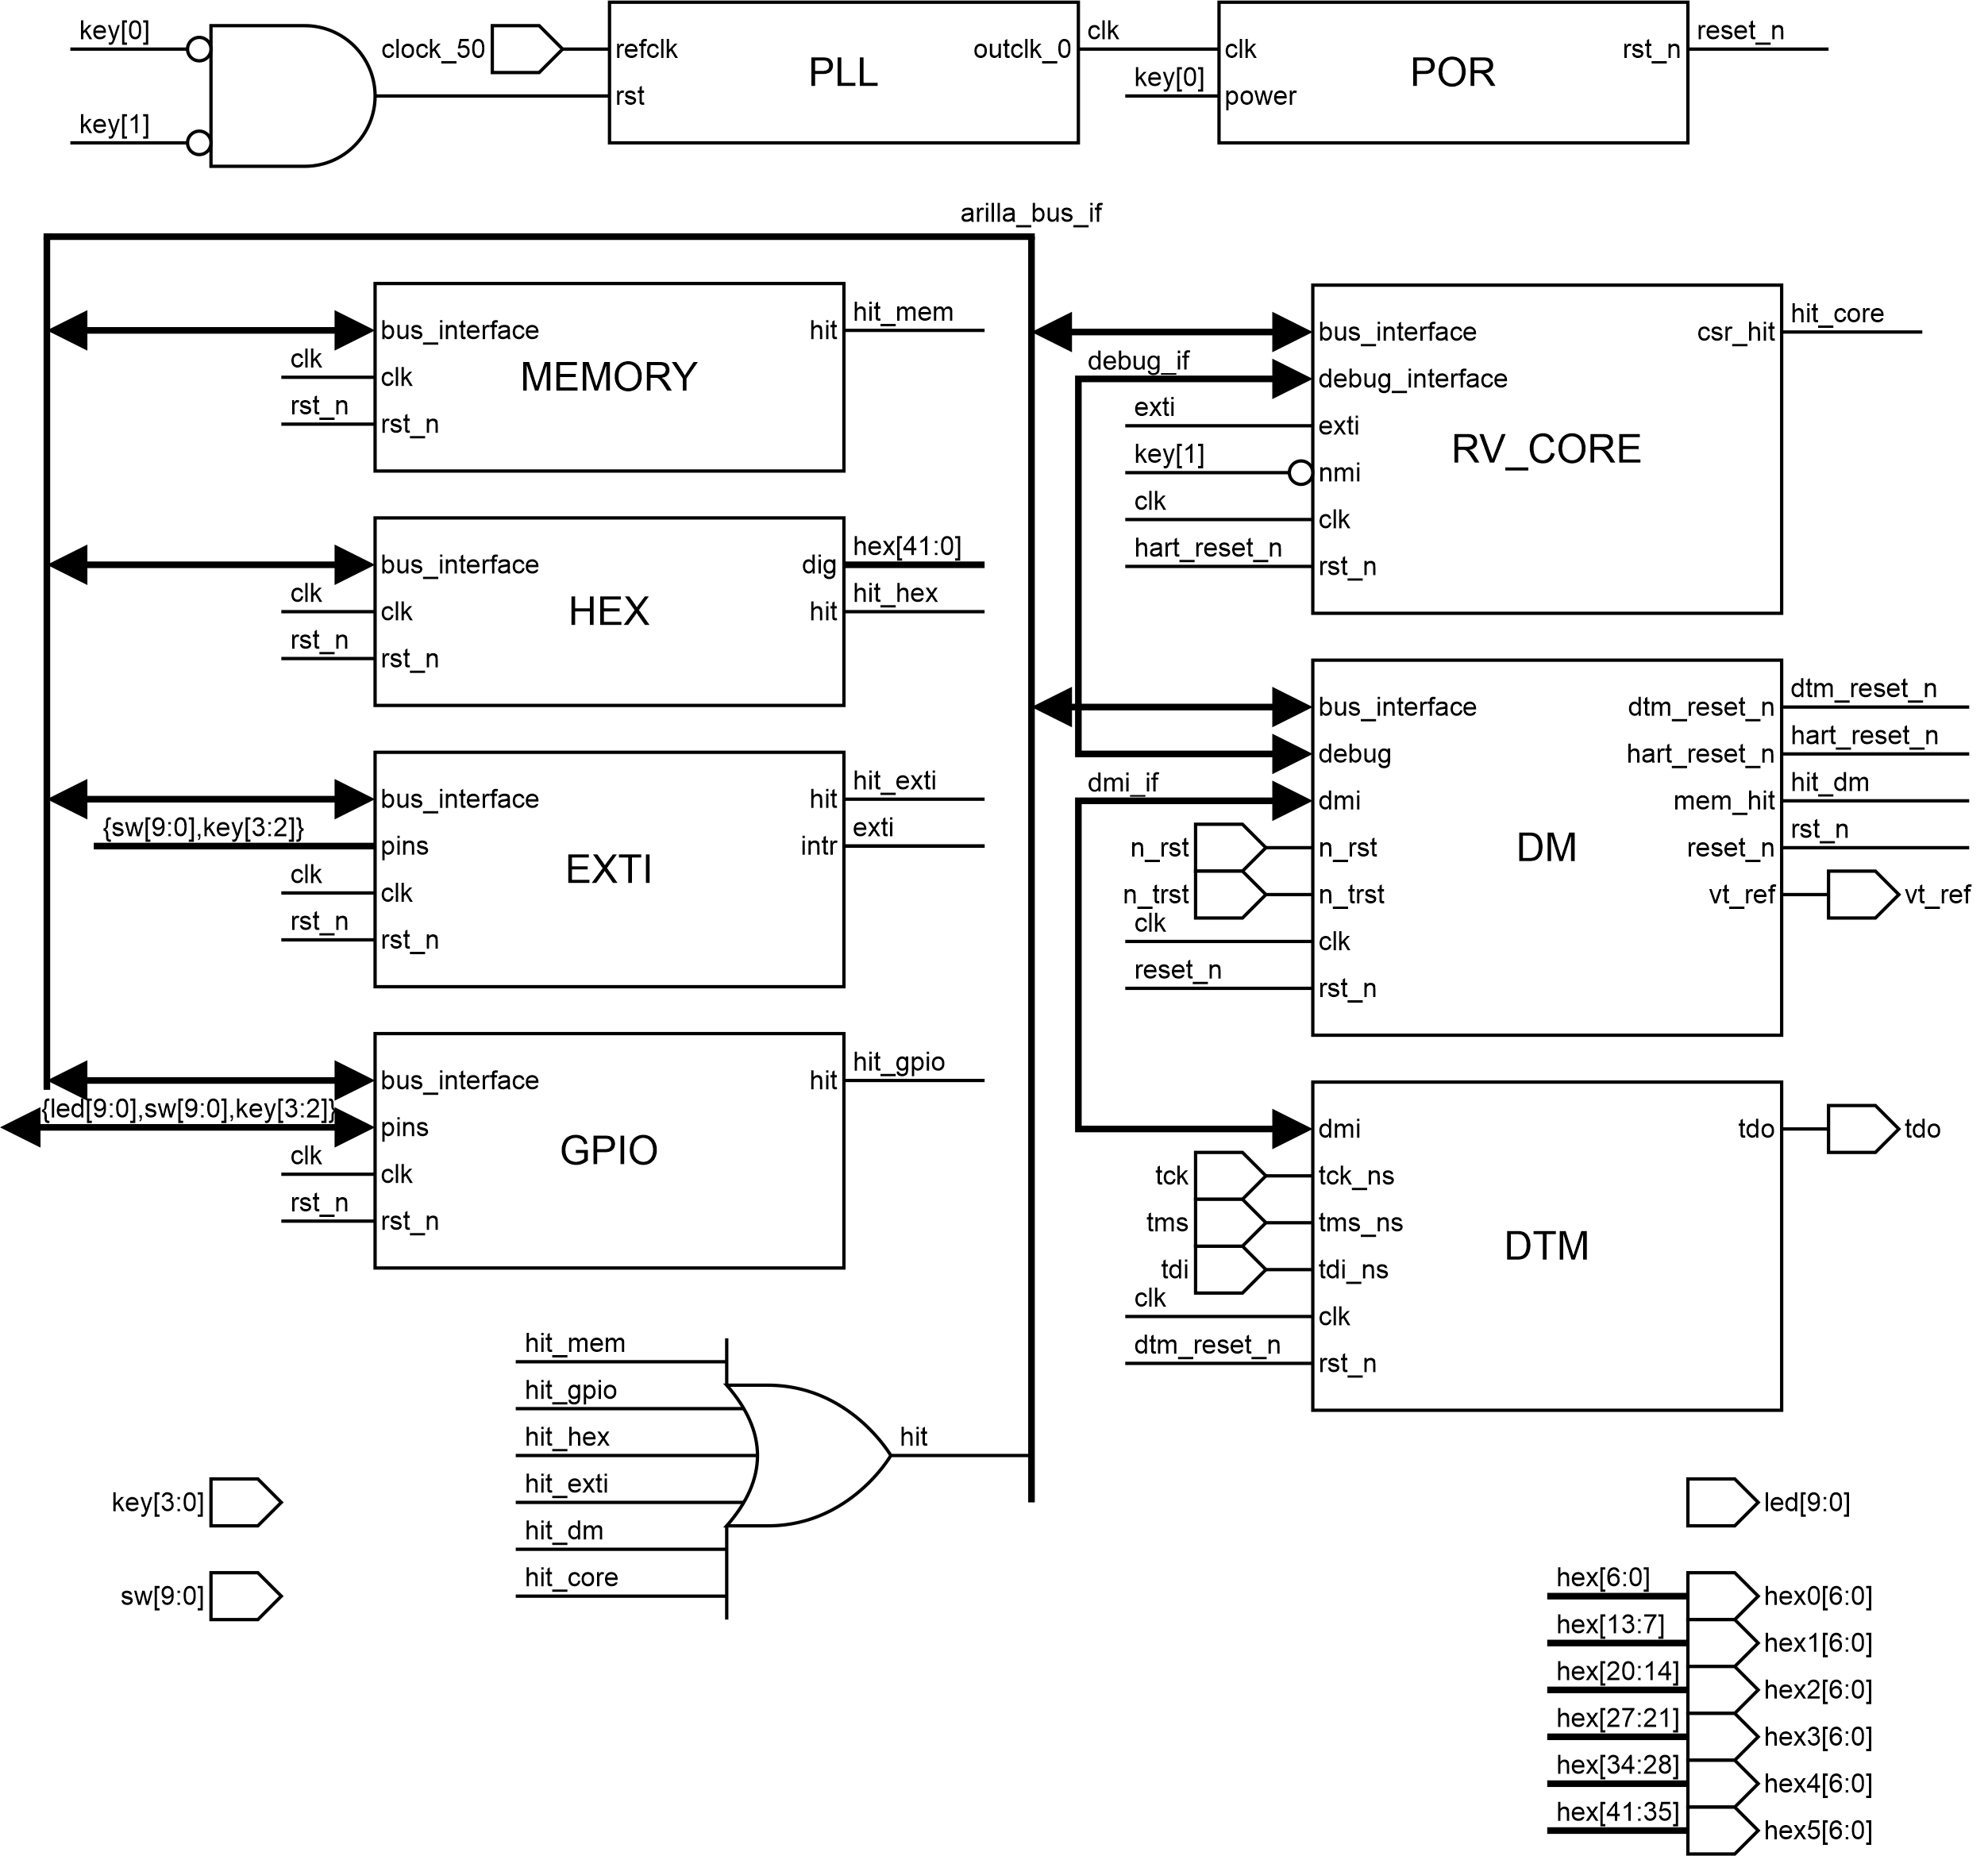 key[0]
key[1]
clock_50
refclk
rst
PLL
outclk_0
clk
key[0]
clk
power
POR
rst_n
reset_n
arilla_bus_if
bus_interface
clk
clk
rst_n
rst_n
MEMORY
hit
hit_mem
bus_interface
clk
clk
rst_n
rst_n
HEX
dig
hex[41:0]
hit
hit_hex
bus_interface
{sw[9:0],key[3:2]}
pins
clk
clk
rst_n
rst_n
EXTI
hit
hit_exti
intr
exti
bus_interface
{led[9:0],sw[9:0],key[3:2]}
pins
clk
clk
rst_n
rst_n
GPIO
hit
hit_gpio
bus_interface
debug_if
debug_interface
exti
exti
key[1]
nmi
clk
clk
hart_reset_n
rst_n
RV_CORE
csr_hit
hit_core
bus_interface
debug
dmi_if
dmi
n_rst
n_rst
n_trst
n_trst
clk
clk
reset_n
rst_n
DM
dtm_reset_n
dtm_reset_n
hart_reset_n
hart_reset_n
mem_hit
hit_dm
reset_n
rst_n
vt_ref
vt_ref
dmi
tck
tck_ns
tms
tms_ns
tdi
tdi_ns
clk
clk
dtm_reset_n
rst_n
DTM
tdo
tdo
hit_mem
hit_gpio
hit_hex
hit_exti
hit_dm
hit_core
hit
key[3:0]
sw[9:0]
led[9:0]
hex[6:0]
hex0[6:0]
hex[13:7]
hex1[6:0]
hex[20:14]
hex2[6:0]
hex[27:21]
hex3[6:0]
hex[34:28]
hex4[6:0]
hex[41:35]
hex5[6:0]